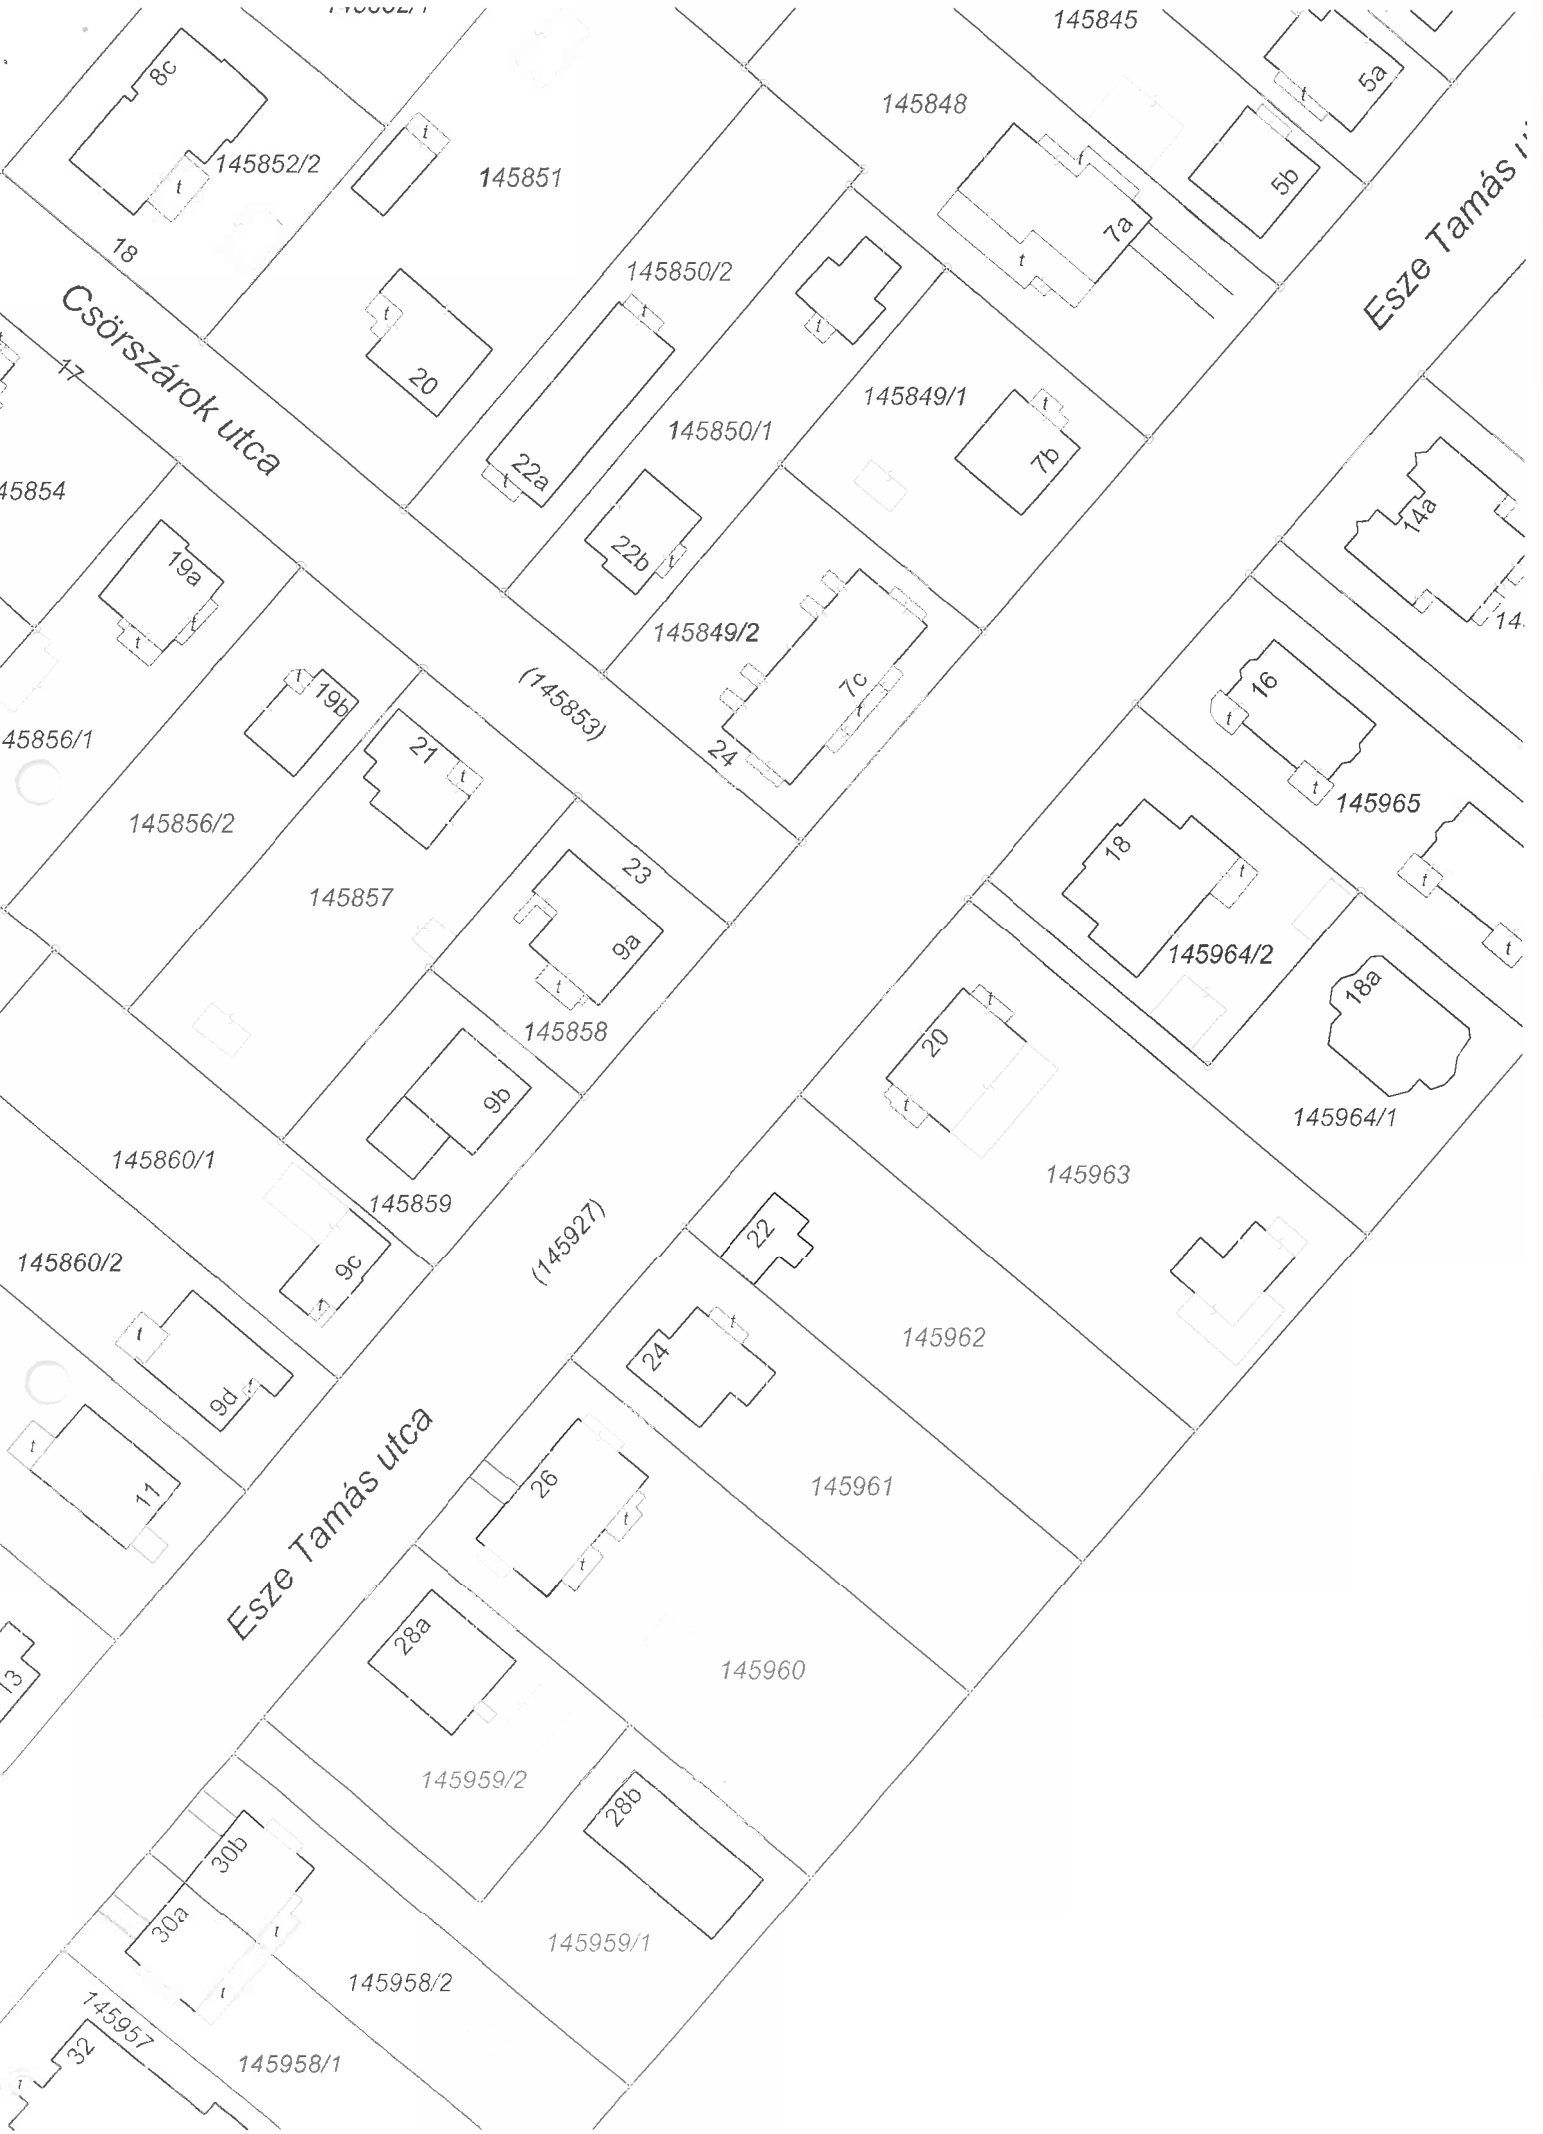 145845
8c
t
5a
t
145848
t
145852/2
145851
t
t
5b
7a
18
145850/2
t
Esze Tamás
Csörszárok utca
t
t
t
17
20
145849/1
t
145850/1
7b
22a
t
14a
19a
22b
t
t
t
145849/2
(145853)
19b
t
7c
t
16
t
21
t
24
t
145965
145856/2
18
t
t
23
145857
9a
145964/2
t
t
18a
145858
t
20
t
9b
145964/1
145860/1
145963
145859
(145927)
22
145860/2
9c
t
24
t
145962
9d
t
11
Esze Tamás utca
26
t
t
145961
28a
13
145960
145959/2
28b
30b
30a
t
t
145959/1
145958/2
145957
32
t
145958/1